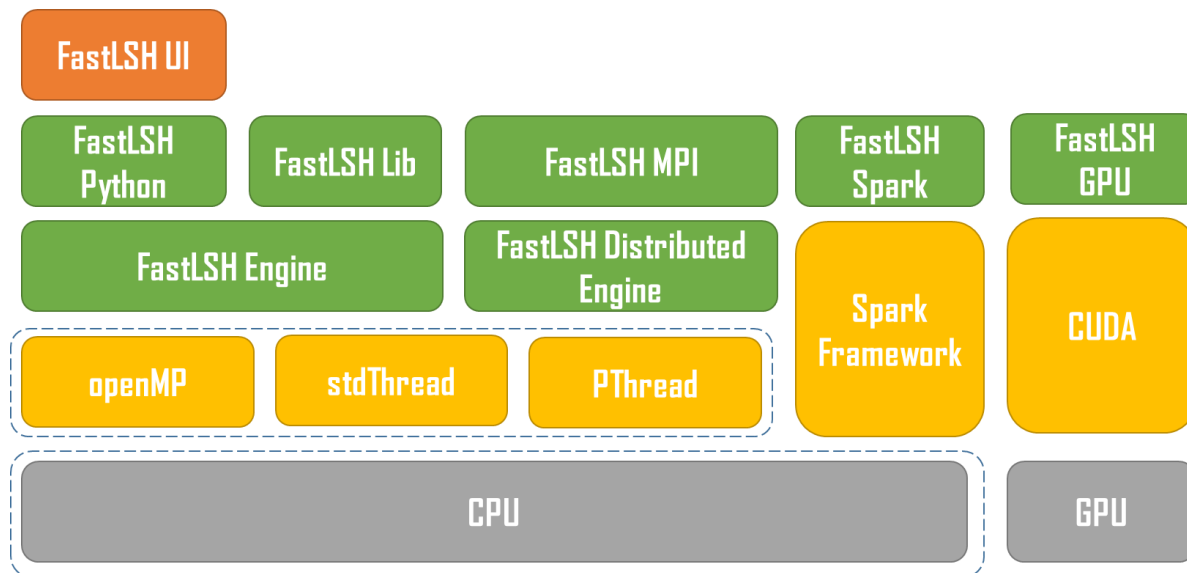 FastLSH UI
FastLSH
Python
FastLSH Lib
FastLSH MPI
FastLSH
Spark
FastLSH
GPU
FastLSH Engine
FastLSH Distributed
Engine
Spark
Framework
CUDA
openMP
stdThread
PThread
CPU
GPU